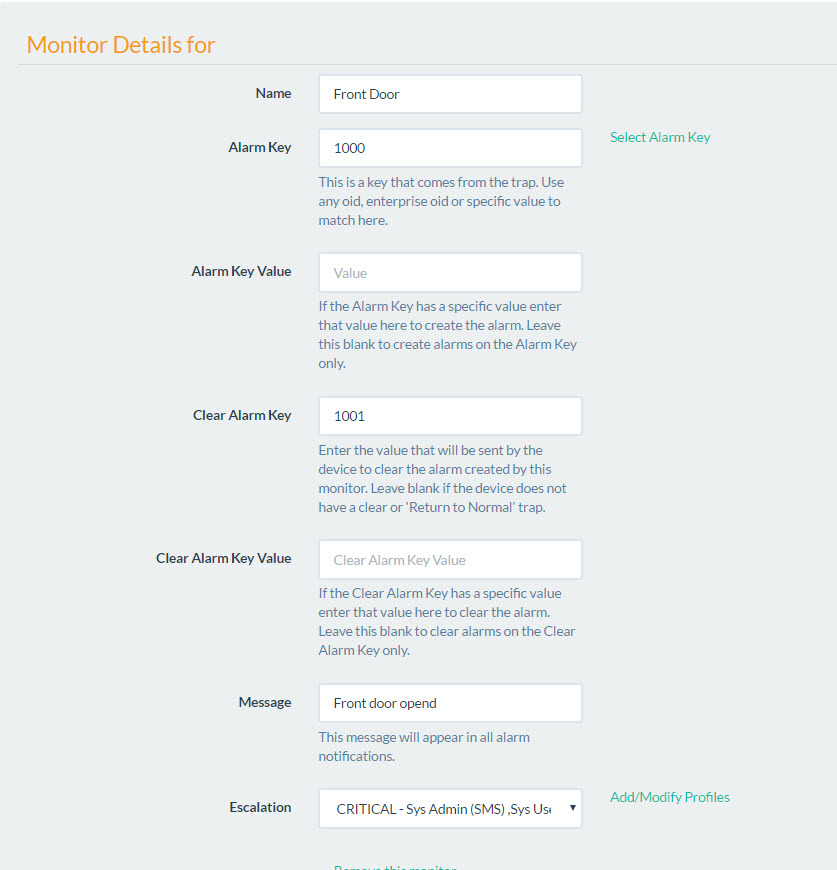 Monitor Details for
Name
Front Door
Alarm Key
1000
Select Alarm Key
This is a key that comes from the trap. Use
any oid, enterprise oid or specific value to
match here.
Alarm Key Value
Value
If the Alarm Key has a specific value enter
that value here to create the alarm. Leave
this blank to create alarms on the Alarm Key
only.
Clear Alarm Key
1001
Enter the value that will be sent by the
device to clear the alarm created by this
monitor. Leave blank if the device does not
have a clear or 'Return to Normal' trap.
Clear Alarm Key Value
Clear Alarm Key Value
If the Clear Alarm Key has a specific value
enter that value here to clear the alarm.
Leave this blank to clear alarms on the Clear
Alarm Key only.
Message
Front door opend
This message will appear in all alarm
notifications.
Escalation
CRITICAL - Sys Admin (SMS) ,Sys Use
Add/Modify Profiles
Remove this monitor